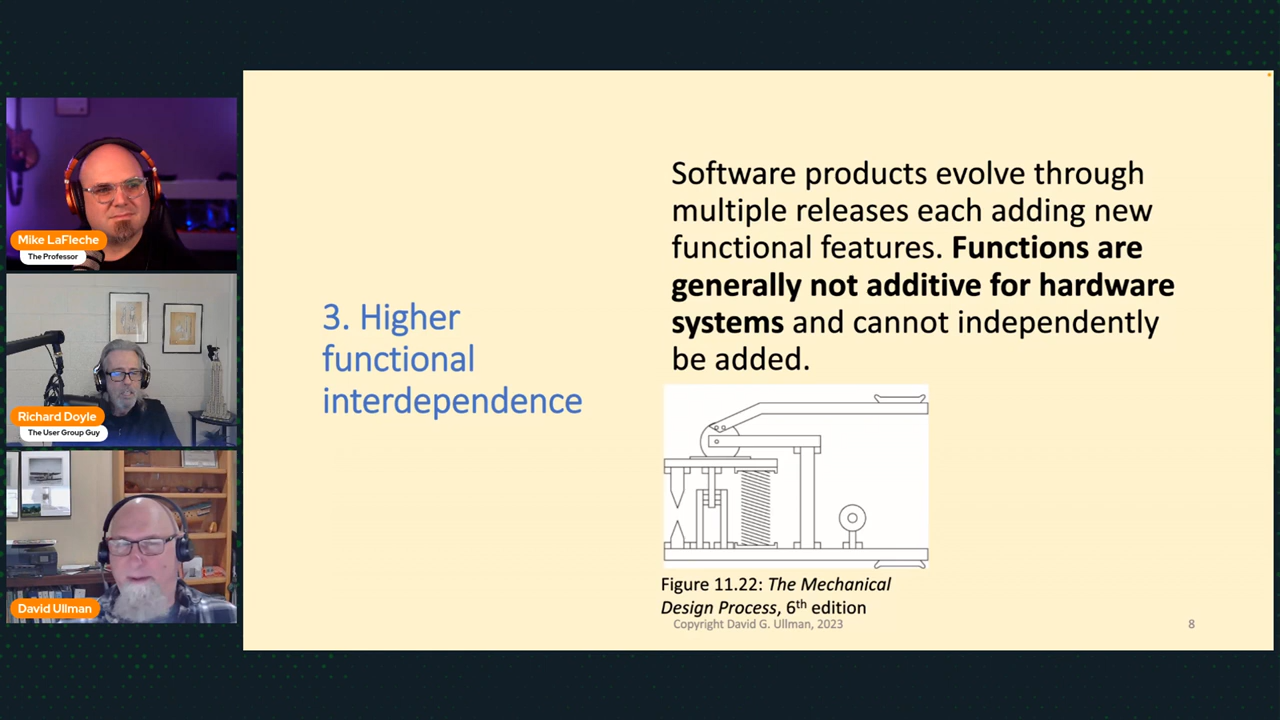 Mike LaFleche
The Professor
Richard Doyle
The User Group Guy
David Ullman
3. Higher
functional
interdependence
Software products evolve through
multiple releases each adding new
functional features. Functions are
generally not additive for hardware
systems and cannot independently
be added.
Figure 11.22: The Mechanical
Design Process, 6th edition
Copyright David G. Ullman, 2023
8